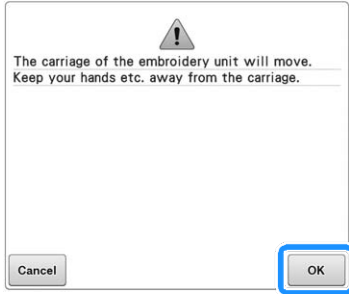 The carriage of the embroidery unit will move.
Keep your hands etc. away from the carriage.
Cancel
OK